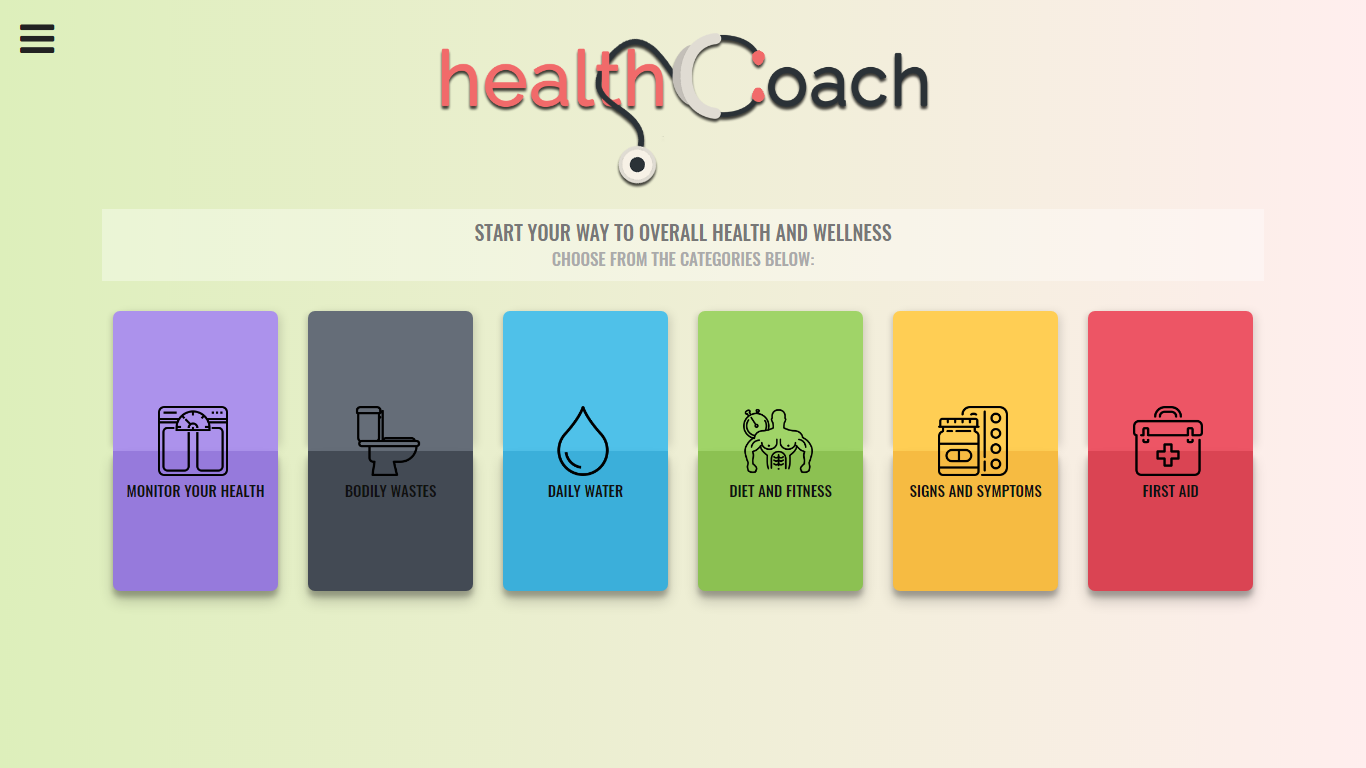 healthCoach
START YOUR WAY TO OVERALL HEALTH AND WELLNESS
CHOOSE FROM THE CATEGORIES BELOW:
MONITOR YOUR HEALTH
BODILY WASTES
DAILY WATER
DIET AND FITNESS
SIGNS AND SYMPTOMS
FIRST AID